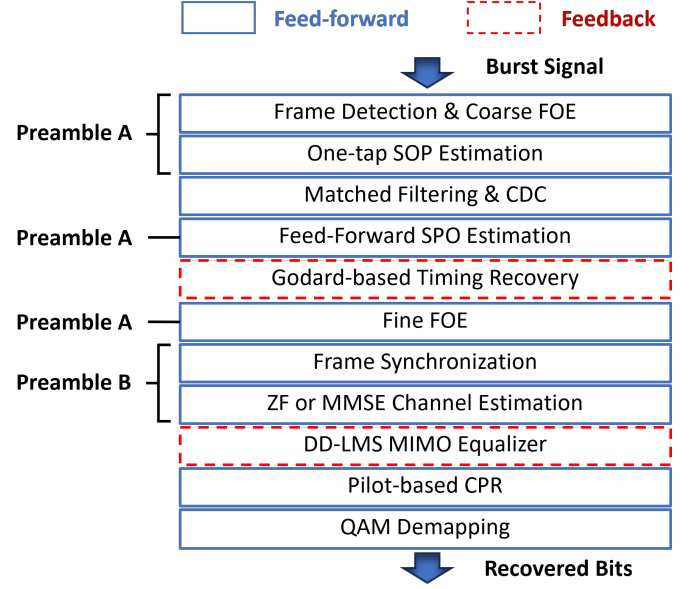 Feed-forward
Feedback
Burst Signal
Preamble A
Frame Detection & Coarse FOE
One-tap SOP Estimation
Matched Filtering & CDC
Preamble A
Feed-Forward SPO Estimation
Godard-based Timing Recovery
Preamble A
Fine FOE
Preamble B
Frame Synchronization
ZF or MMSE Channel Estimation
DD-LMS MIMO Equalizer
Pilot-based CPR
QAM Demapping
Recovered Bits